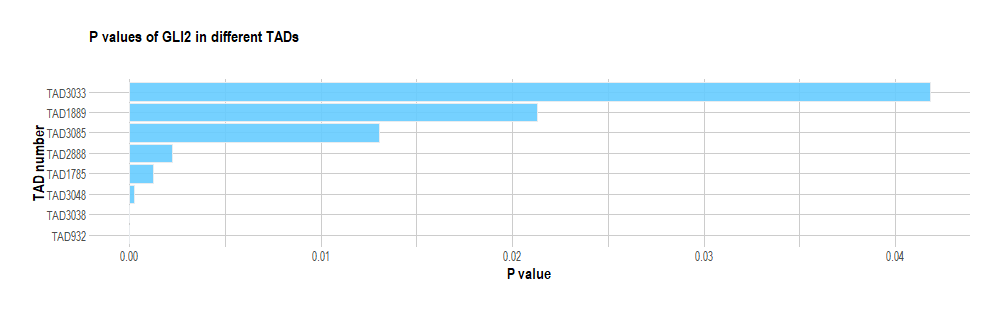 P values of GLI2 in different TADs
TAD number
TAD3033
TAD1889
TAD3085
TAD2888
TAD1785
TAD3048
TAD3038
TAD932
0.00 0.01 0.02 0.03 0.04
P value